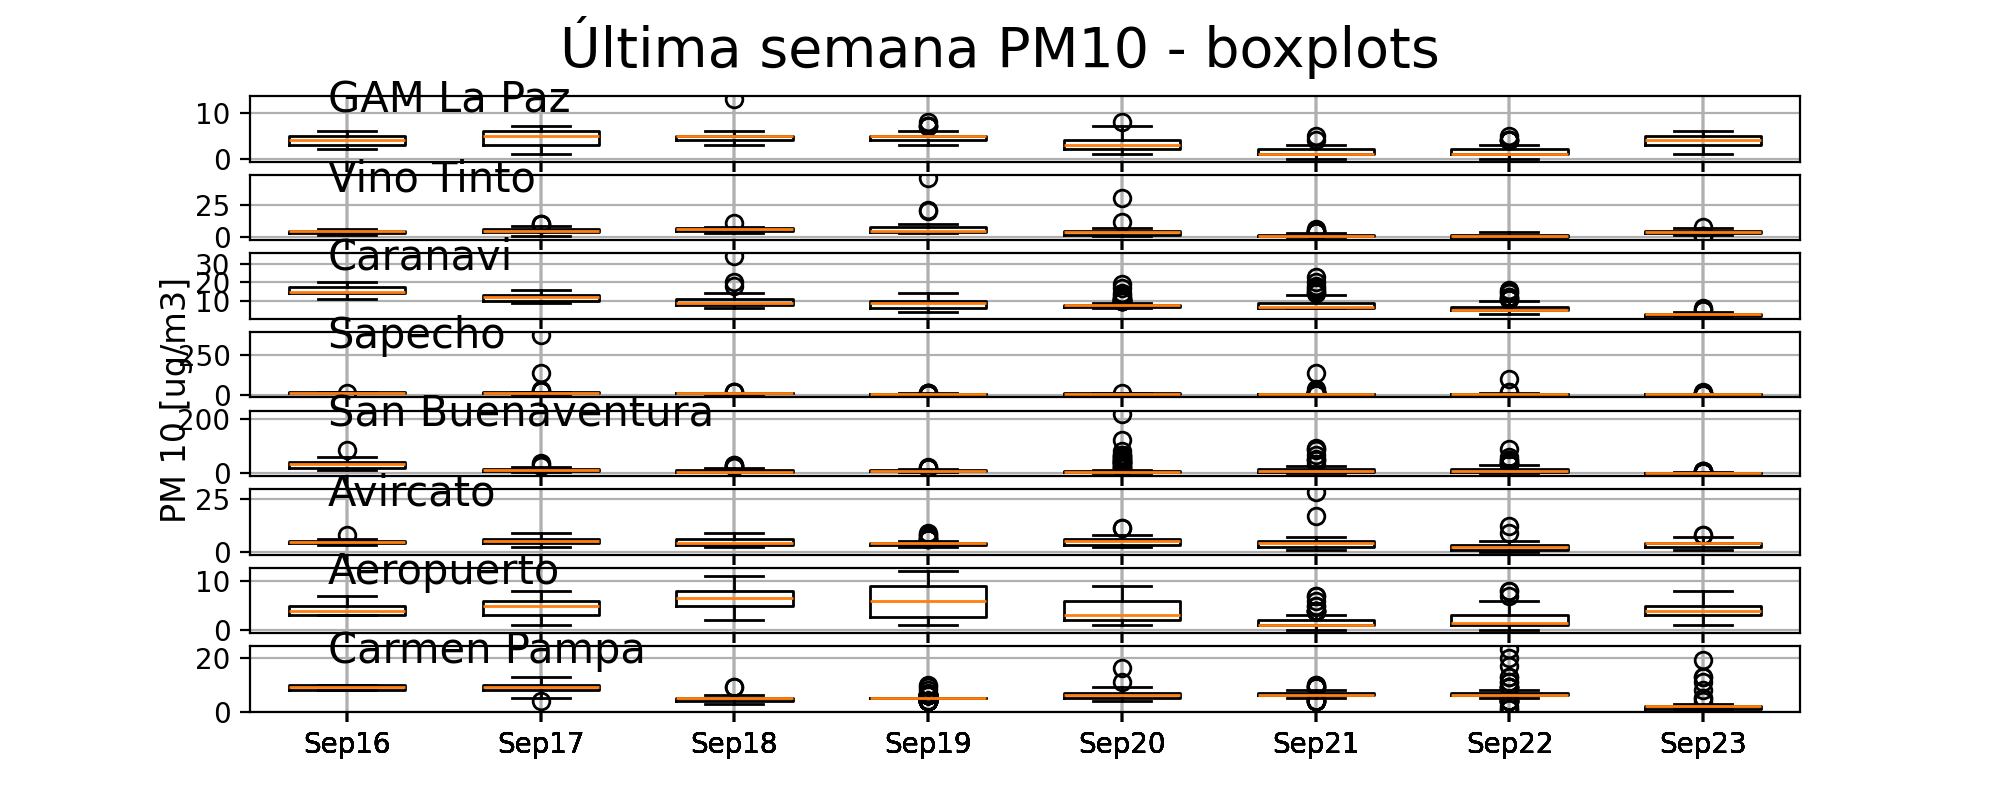 Última semana PM10 - boxplots
GAM La Paz
10
0
Vino Tinto
25
0
Caranavi
30
20
10
Sapecho
250
0
San Buenaventura
200
0
Avircato
25
0
Aeropuerto
10
0
Carmen Pampa
20
0
PM 10 [ug/m3]
Sep16 Sep17 Sep18 Sep19 Sep20 Sep21 Sep22 Sep23